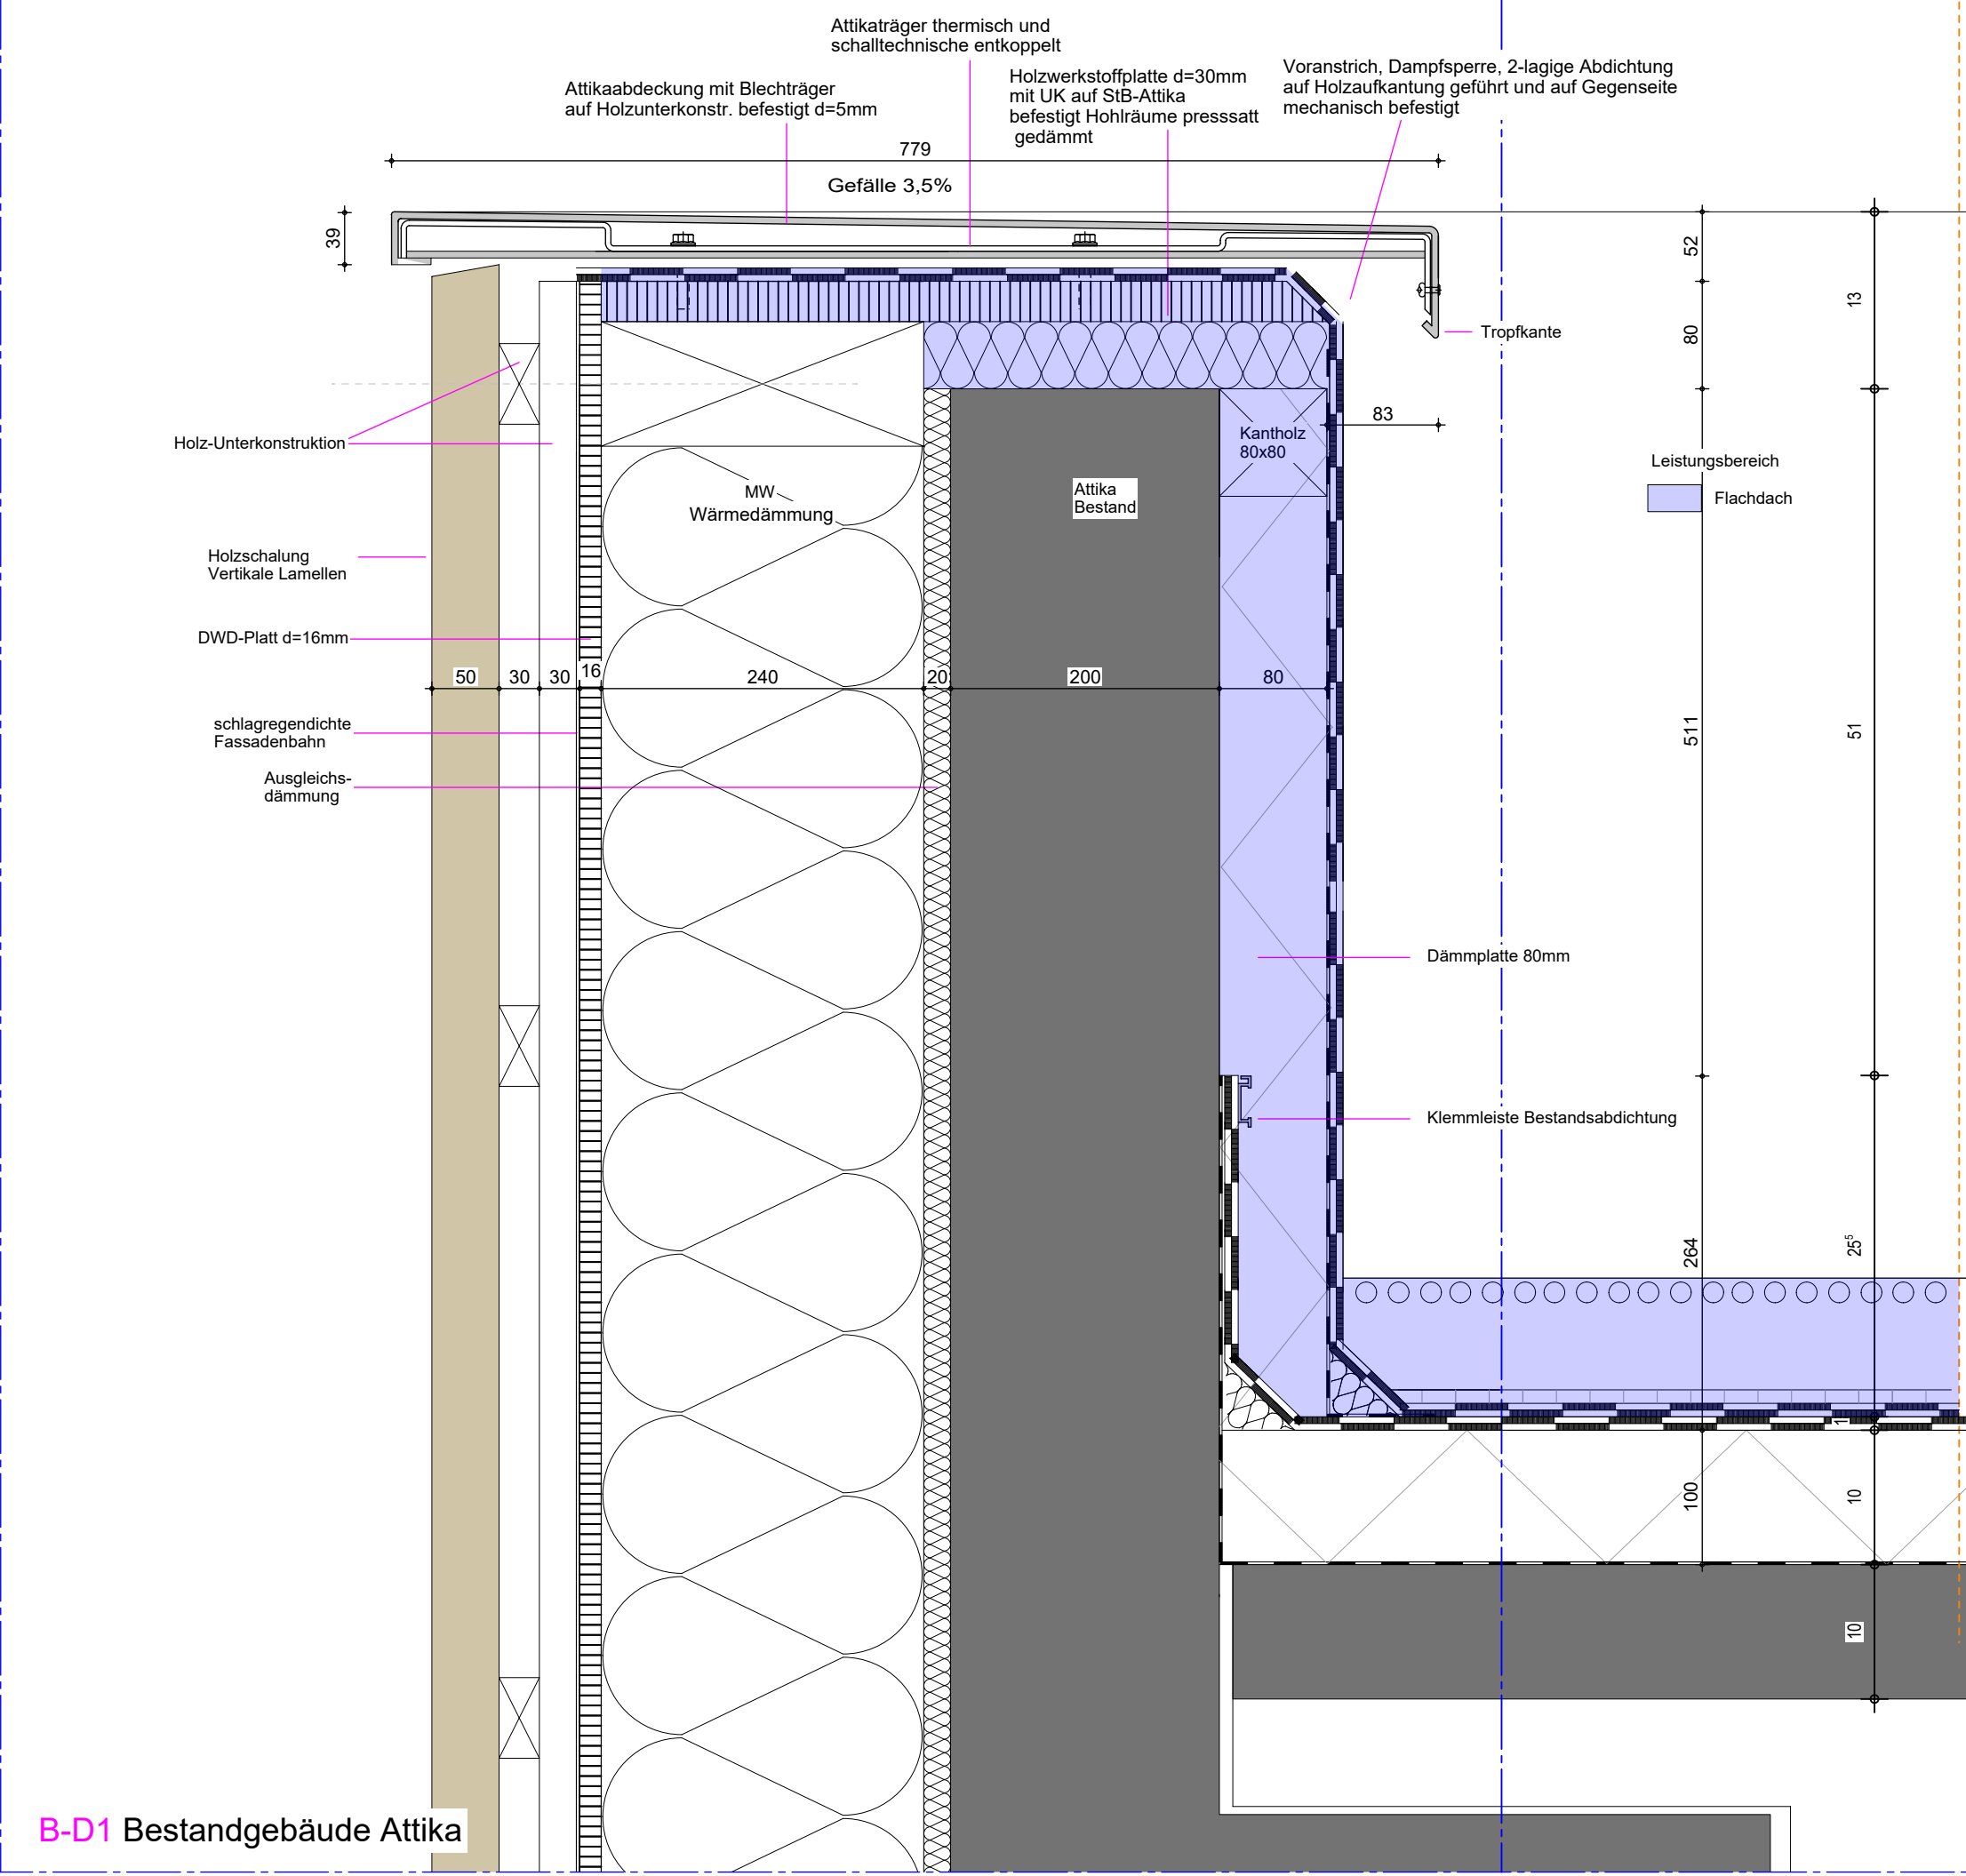 Attikaträger thermisch und
schalltechnische entkoppelt
Attikaabdeckung mit Blechträger
auf Holzunterkonstr. befestigt d=5mm
Holzwerkstoffplatte d=30mm
mit UK auf StB-Attika
befestigt Hohlräume presssatt
gedämmt
Voranstrich, Dampfsperre, 2-lagige Abdichtung
auf Holzaufkantung geführt und auf Gegenseite
mechanisch befestigt
779
Gefälle 3,5%
39
52
13
80
Tropfkante
83
Kantholz
80x80
Holz-Unterkonstruktion
Leistungsbereich
Flachdach
MW
Wärmedämmung
Attika
Bestand
Holzschalung
Vertikale Lamellen
DWD-Platt d=16mm
50
30
30
16
240
20
200
80
schlagregendichte
Fassadenbahn
511
51
Ausgleichs-
dämmung
Dämmplatte 80mm
Klemmleiste Bestandsabdichtung
264
25⁵
1
100
10
10
B-D1 Bestandgebäude Attika